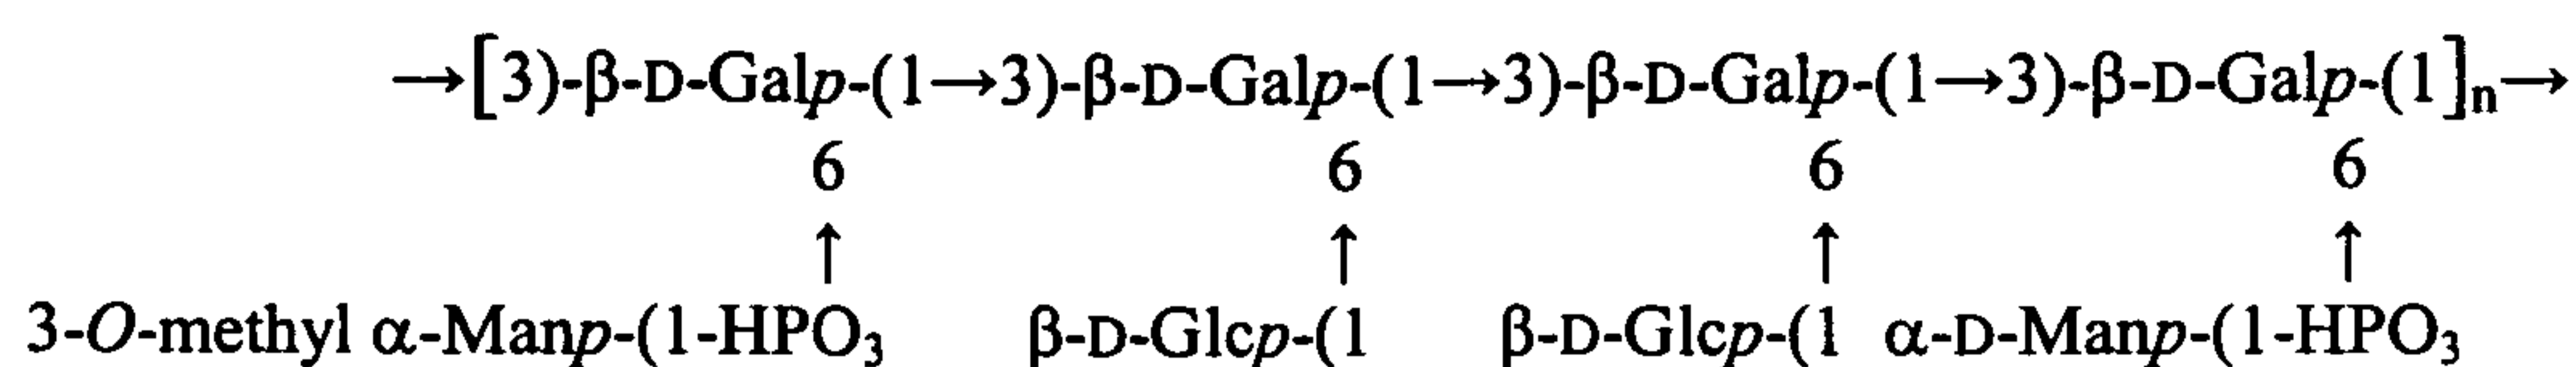 →[3)-β-D-Galp-(1→3)-β-D-Galp-(1→3)-β-D-Galp-(1→3)-β-D-Galp-(1]n→
6 6 6 6
↑ ↑ ↑ ↑
3-O-methyl α-Manp-(1-HPO3 β-D-Glcp-(1 β-D-Glcp-(1 α-D-Manp-(1-HPO3